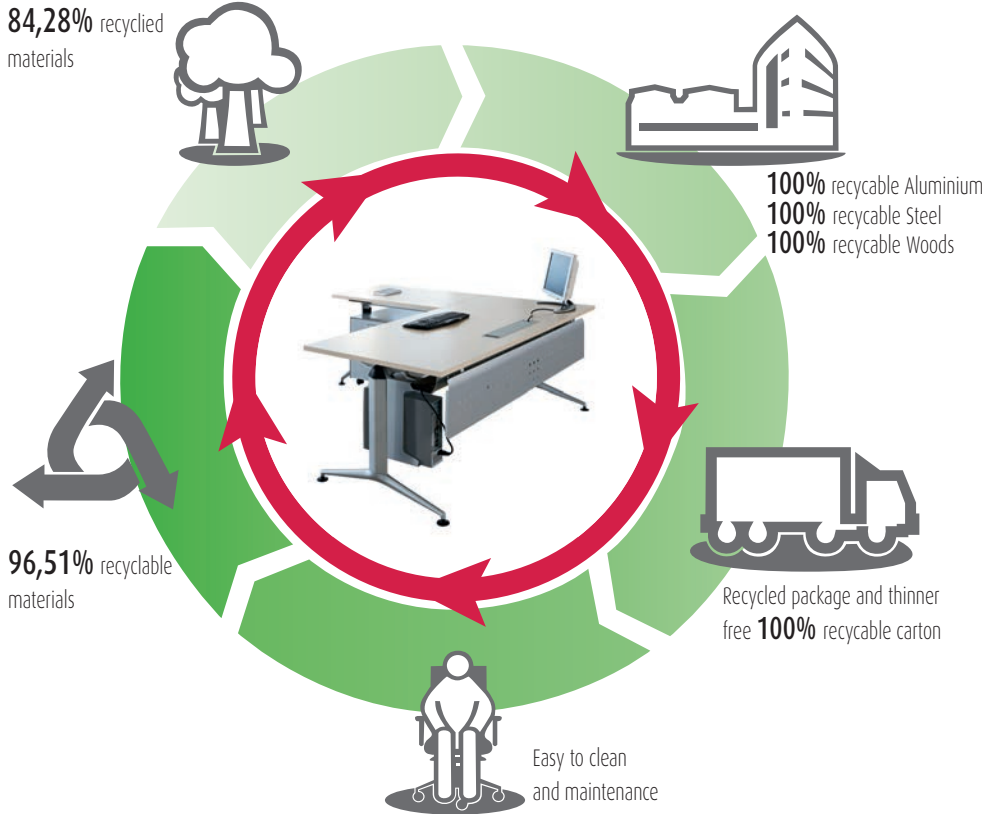 84,28% recyclied
materials
100% recycable Aluminium
100% recycable Steel
100% recycable Woods
Recycled package and thinner
free 100% recycable carton
Easy to clean
and maintenance
96,51% recyclable
materials